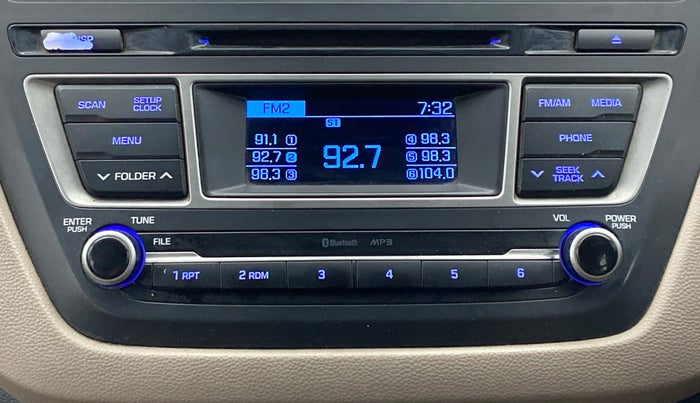 SCAN
SETUP
CLOCK
MENU
FOLDER
FM2
7:32
ST
91.1 1
92.7 2
98.3 3
92.7
4 98.3
5 98.3
6 104.0
FM/AM
MEDIA
PHONE
SEEK
TRACK
ENTER
PUSH
TUNE
FILE
Bluetooth
MP3
VOL
POWER
PUSH
1 RPT
2 RDM
3
4
5
6